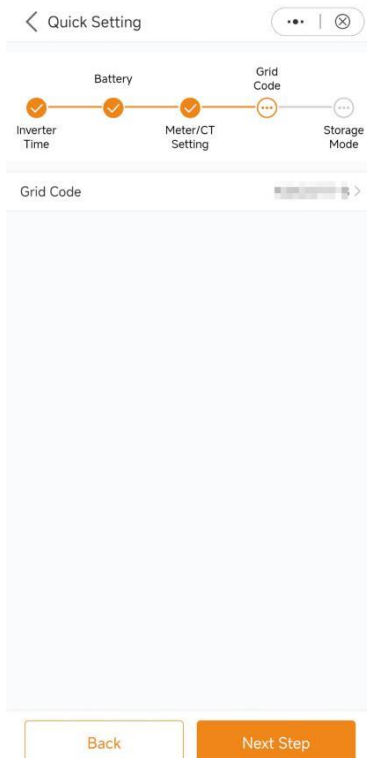 Quick Setting
Battery
Grid
Code
Inverter
Time
Meter/CT
Setting
Storage
Mode
Grid Code
Back
Next Step